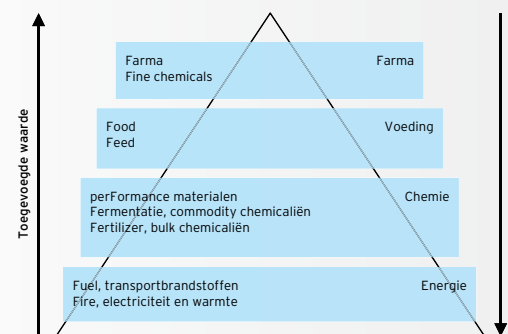 Toegevoegde waarde
Farma Farma
Fine chemicals
Food Voeding
Feed
perFormance materialen Chemie
Fermentatie, commodity chemicaliën
Fertilizer, bulk chemicaliën
Fuel, transportbrandstoffen Energie
Fire, electriciteit en warmte